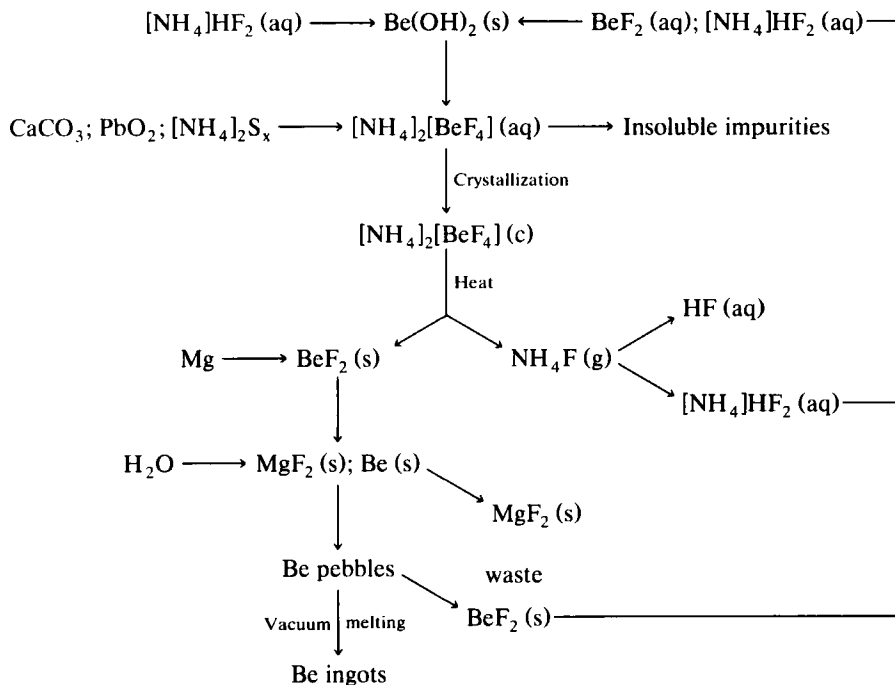 [NH₄]HF₂ (aq) ⟶ Be(OH)₂ (s) ⟵ BeF₂ (aq); [NH₄]HF₂ (aq)
CaCO₃; PbO₂; [NH₄]₂Sₓ ⟶ [NH₄]₂[BeF₄] (aq) ⟶ Insoluble impurities
Crystallization
[NH₄]₂[BeF₄] (c)
Heat
HF (aq)
Mg ⟶ BeF₂ (s) NH₄F (g)
[NH₄]HF₂ (aq)
H₂O ⟶ MgF₂ (s); Be (s)
MgF₂ (s)
Be pebbles waste
BeF₂ (s)
Vacuum melting
Be ingots